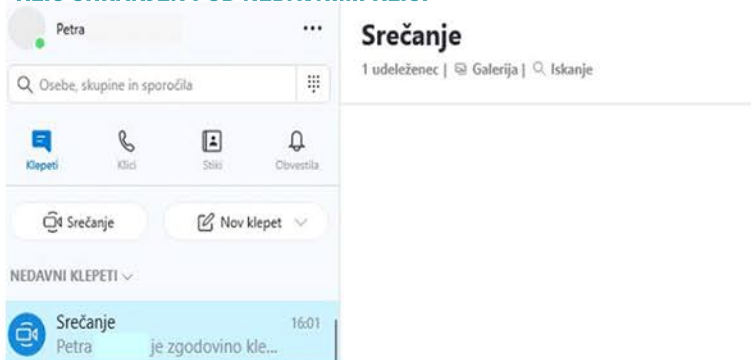 Petra
Osebe, skupine in sporočila
Klepeti
Klici
Stiki
Obvestila
Srečanje
Nov klepet
NEDAVNI KLEPETI
Srečanje 16:01
Petra je zgodovino kle...
Srečanje
1 udeleženec | Galerija | Iskanje